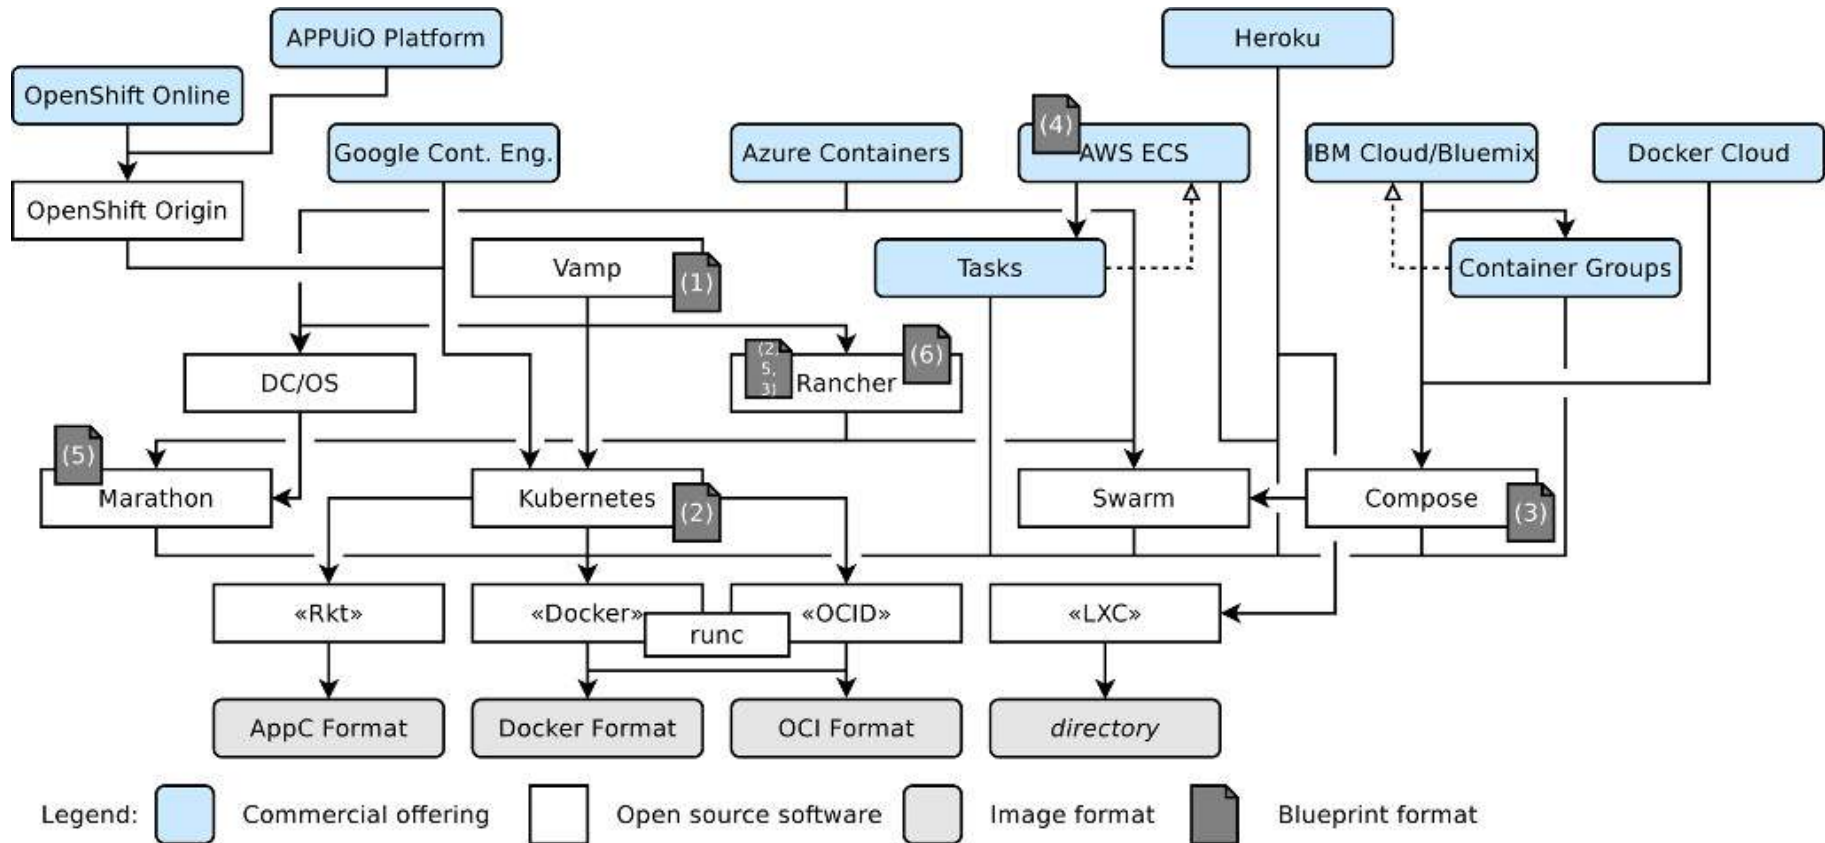 APPUiO Platform
Heroku
OpenShift Online
(4)
Google Cont. Eng.
Azure Containers
AWS ECS
IBM Cloud/Bluemix
Docker Cloud
OpenShift Origin
Vamp
(1)
Tasks
Container Groups
DC/OS
(2,
5,
3)
Rancher
(6)
(5)
Marathon
Kubernetes
(2)
Swarm
Compose
(3)
«Rkt»
«Docker»
runc
«OCID»
«LXC»
AppC Format
Docker Format
OCI Format
directory
Legend:
Commercial offering
Open source software
Image format
Blueprint format